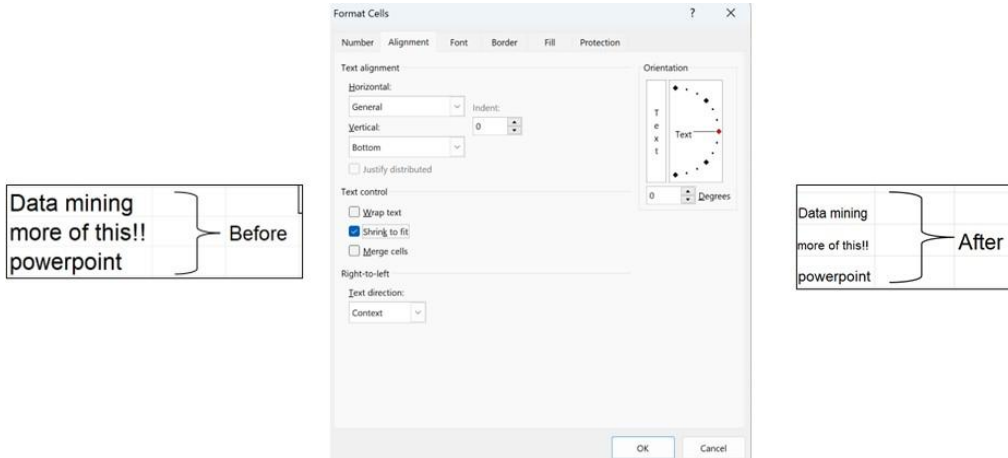 Data mining
more of this!!
powerpoint
Before
Format Cells
? X
Number Alignment Font Border Fill Protection
Text alignment
Horizontal:
General
Indent:
0
Vertical:
Bottom
Justify distributed
Text control
Wrap text
Shrink to fit
Merge cells
Right-to-left
Text direction:
Context
Orientation
Text
Text
0 Degrees
OK Cancel
Data mining
more of this!!
powerpoint
After